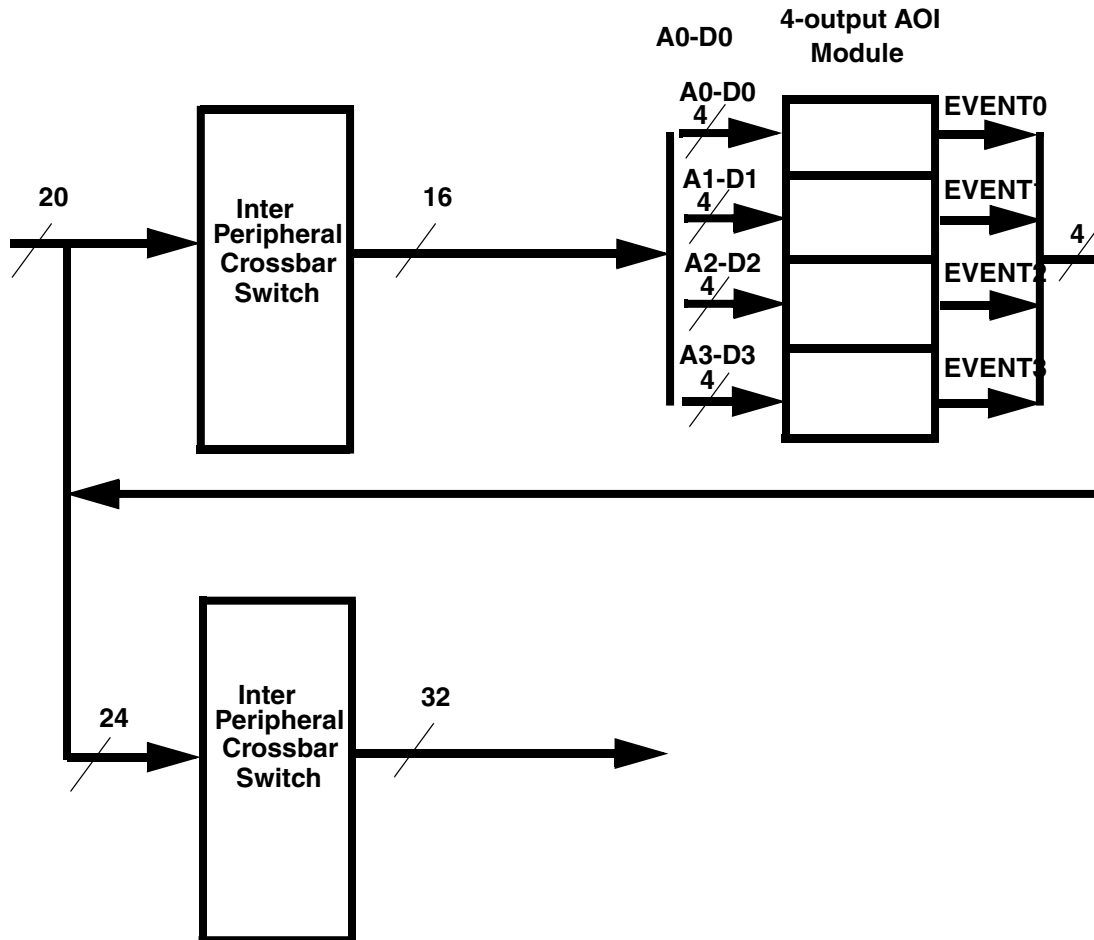 4-output AOI
Module
A0-D0
A0-D0
4
EVENT0
A1-D1
4
EVENT1
20
16
Inter
Peripheral
Crossbar
Switch
A2-D2
4
EVENT2
4
A3-D3
4
EVENT3
24
32
Inter
Peripheral
Crossbar
Switch